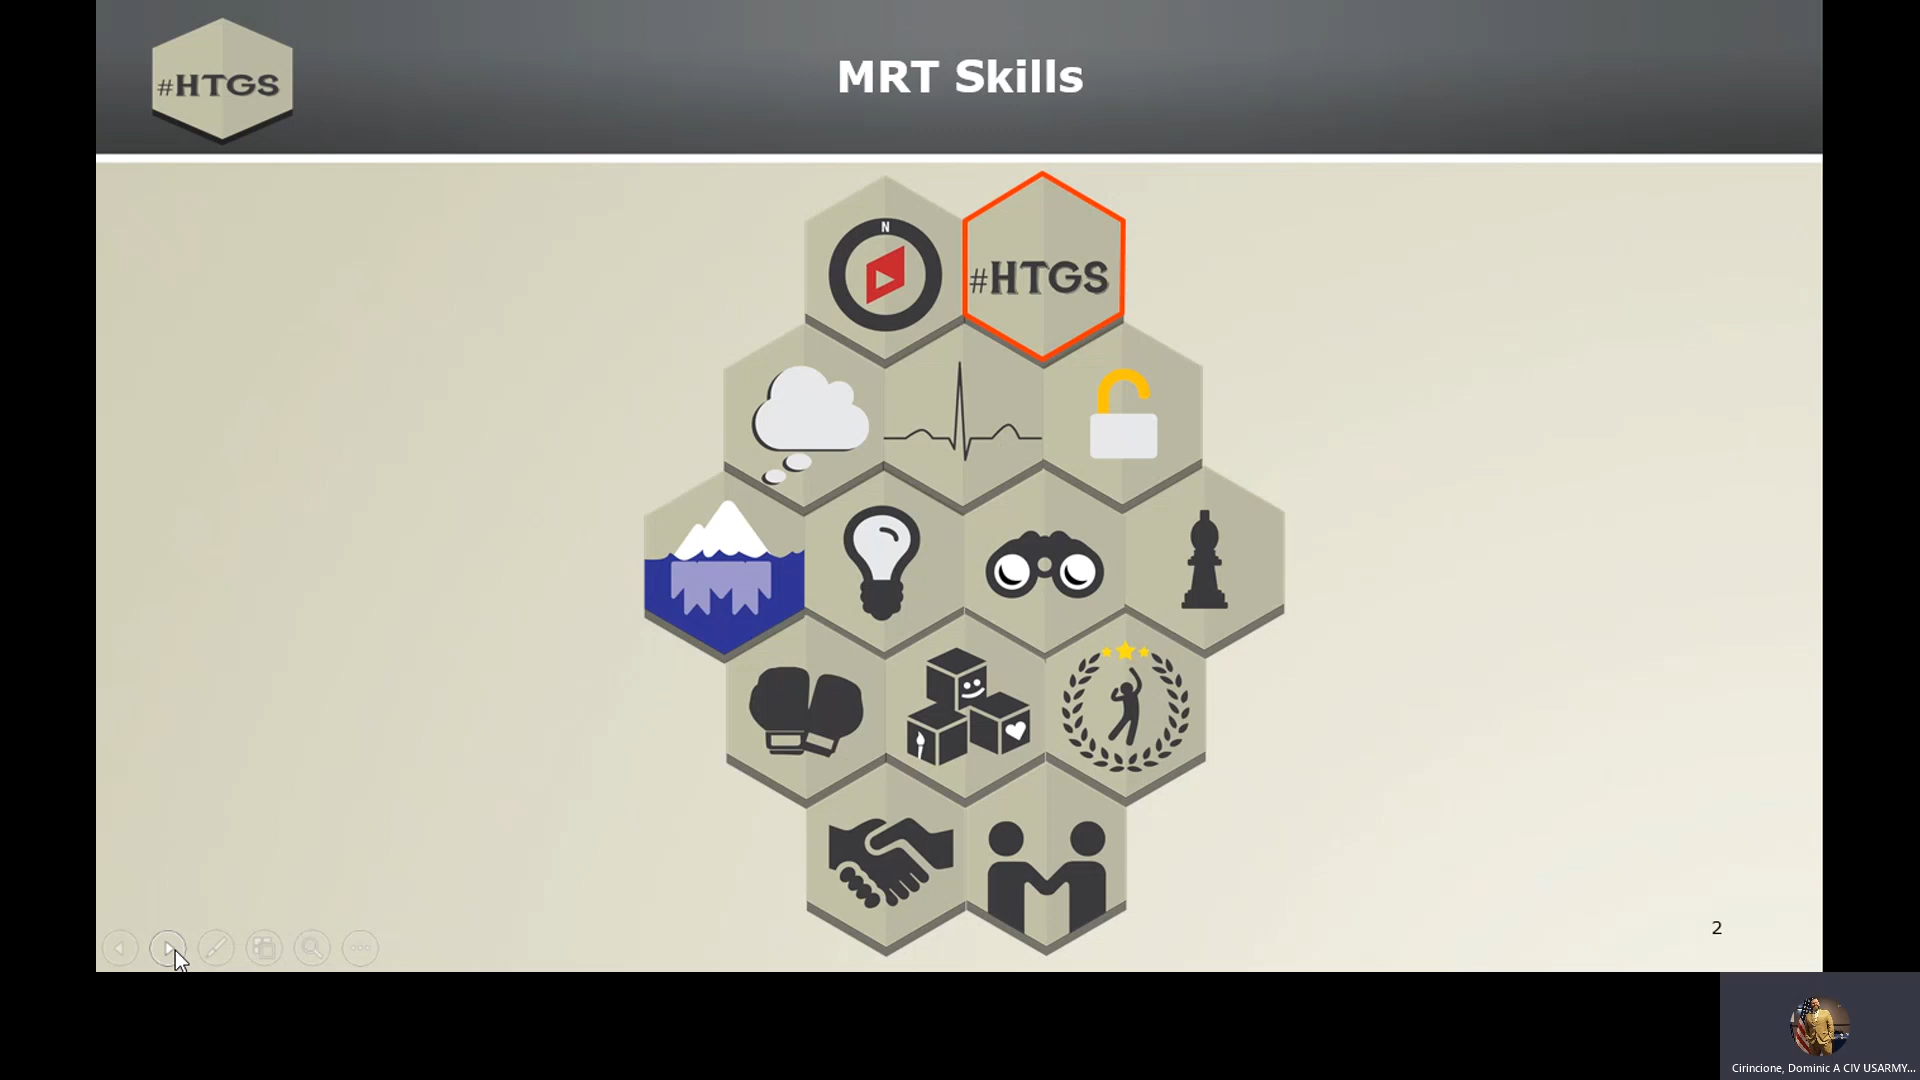 #HTGS
MRT Skills
N
#HTGS
2
Cirincione, Dominic A CIV USARMY...